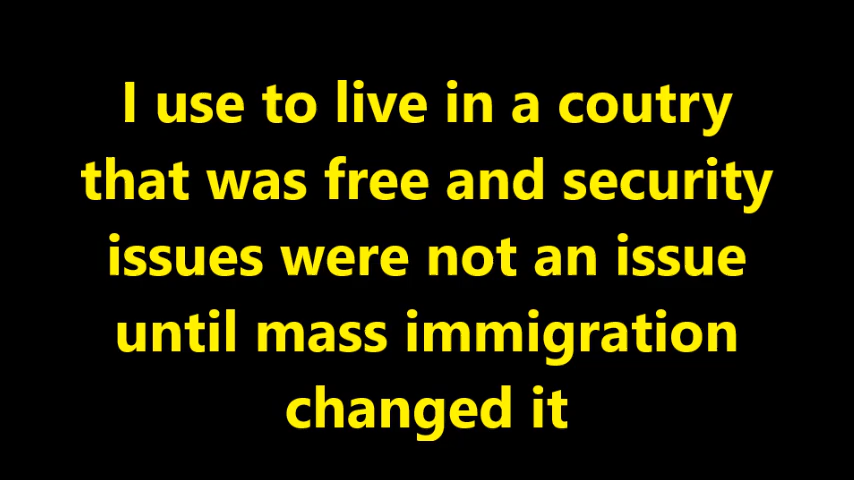 I use to live in a coutry
that was free and security
issues were not an issue
until mass immigration
changed it